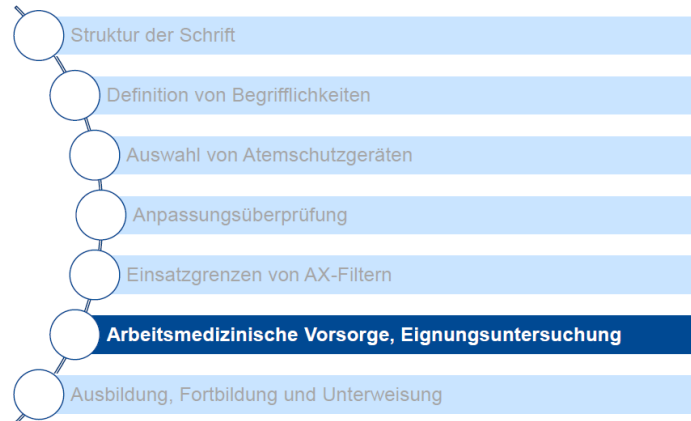 Struktur der Schrift
Definition von Begrifflichkeiten
Auswahl von Atemschutzgeräten
Anpassungsüberprüfung
Einsatzgrenzen von AX-Filtern
Arbeitsmedizinische Vorsorge, Eignungsuntersuchung
Ausbildung, Fortbildung und Unterweisung